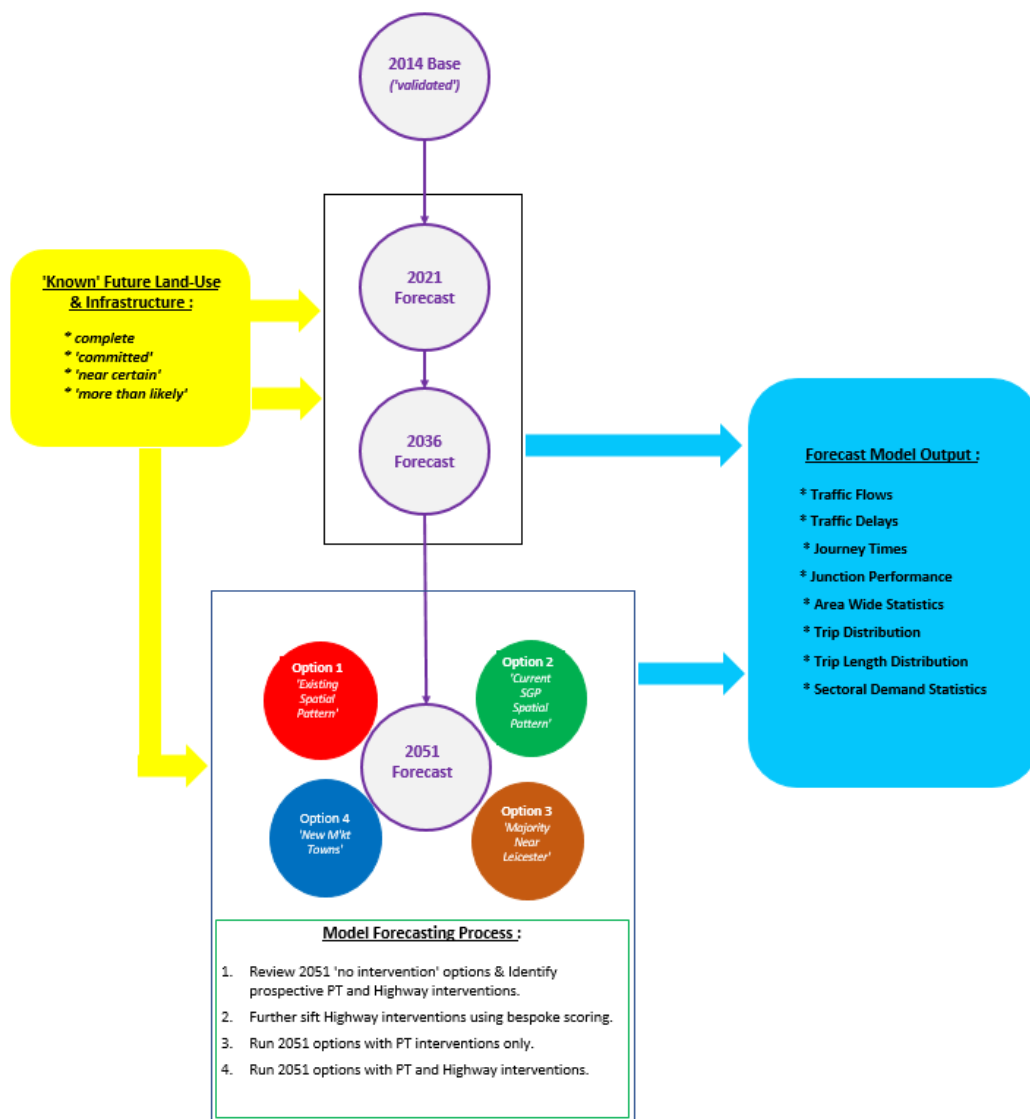 2014 Base
('validated')
2021
Forecast
'Known' Future Land-Use
& Infrastructure :
* complete
* 'committed'
* 'near certain'
* 'more than likely'
2036
Forecast
Forecast Model Output :
* Traffic Flows
* Traffic Delays
* Journey Times
* Junction Performance
* Area Wide Statistics
* Trip Distribution
* Trip Length Distribution
* Sectoral Demand Statistics
Option 1
'Existing
Spatial
Pattern'
Option 2
'Current
SGP
Spatial
Pattern'
2051
Forecast
Option 4
'New M'kt
Towns'
Option 3
'Majority
Near
Leicester'
Model Forecasting Process :
1. Review 2051 'no intervention' options & Identify
prospective PT and Highway interventions.
2. Further sift Highway interventions using bespoke scoring.
3. Run 2051 options with PT interventions only.
4. Run 2051 options with PT and Highway interventions.